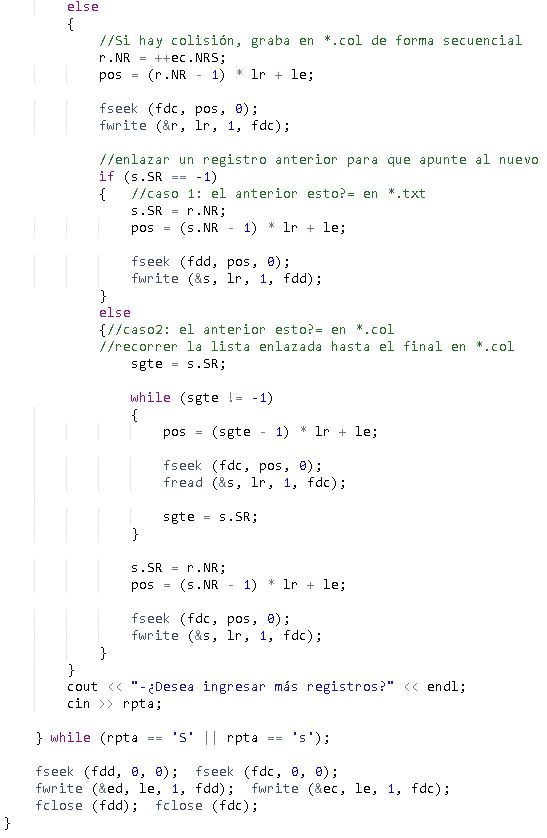 else
{
//Si hay colisión, graba en *.col de forma secuencial
r.NR = ++ec.NRS;
pos = (r.NR - 1) * lr + le;
fseek (fdc, pos, 0);
fwrite (&r, lr, 1, fdc);
//enlazar un registro anterior para que apunte al nuevo
if (s.SR == -1)
{ //caso 1: el anterior esto?= en *.txt
s.SR = r.NR;
pos = (s.NR - 1) * lr + le;
fseek (fdd, pos, 0);
fwrite (&s, lr, 1, fdd);
}
else
{//caso2: el anterior esto?= en *.col
//recorrer la lista enlazada hasta el final en *.col
sgte = s.SR;
while (sgte != -1)
{
pos = (sgte - 1) * lr + le;
fseek (fdc, pos, 0);
fread (&s, lr, 1, fdc);
sgte = s.SR;
}
s.SR = r.NR;
pos = (s.NR - 1) * lr + le;
fseek (fdc, pos, 0);
fwrite (&s, lr, 1, fdc);
}
}
cout << "-¿Desea ingresar más registros?" << endl;
cin >> rpta;
} while (rpta == 'S' || rpta == 's');
fseek (fdd, 0, 0); fseek (fdc, 0, 0);
fwrite (&ed, le, 1, fdd); fwrite (&ec, le, 1, fdc);
fclose (fdd); fclose (fdc);
}